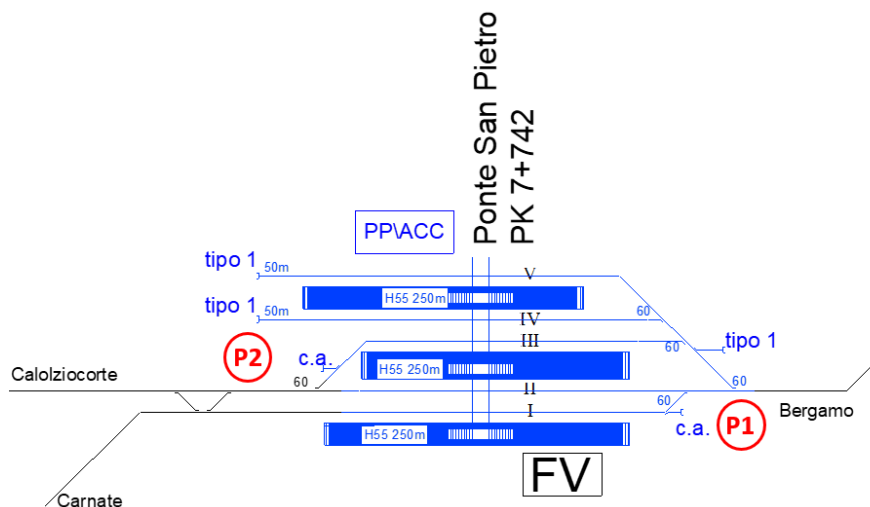 Ponte San Pietro
PK 7+742
PP\ACC
tipo 1
50m
V
H55 250m
tipo 1
50m
IV
60
III
60
tipo 1
P2
c.a.
H55 250m
Calolziocorte
60
II
60
60
I
Bergamo
c.a.
P1
H55 250m
FV
Carnate